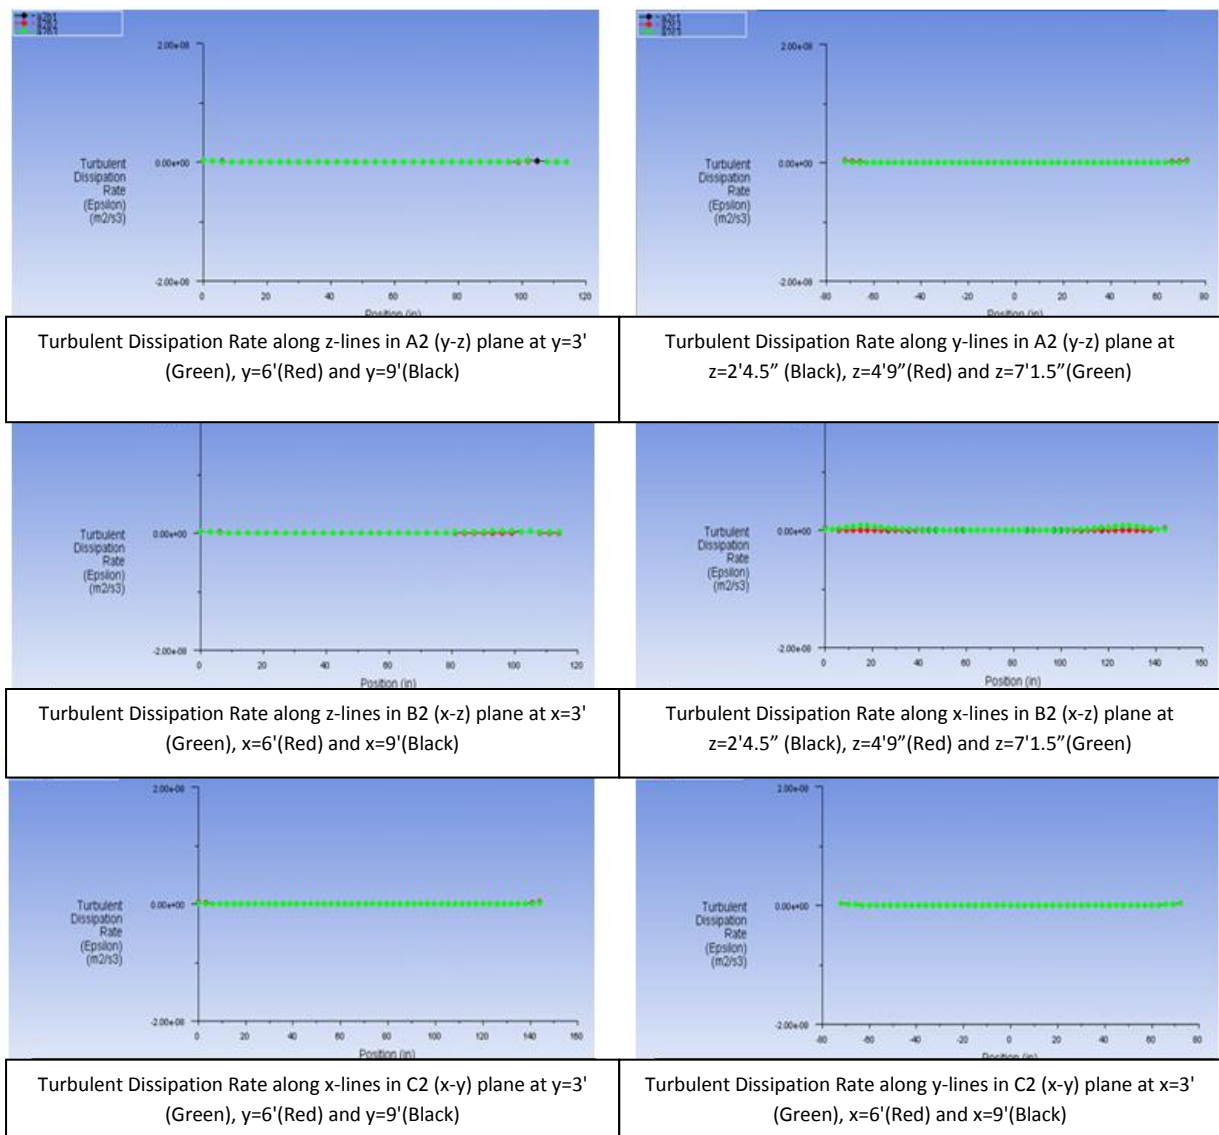 2.00e+08
Turbulent
Dissipation
Rate
(Epsilon)
(m2/s3)
0.00e+00
-2.00e+08
0 20 40 60 80 100 120
Position (in)
2.00e+08
Turbulent
Dissipation
Rate
(Epsilon)
(m2/s3)
0.00e+00
-2.00e+08
-80 -60 -40 -20 0 20 40 60 80
Position (in)
Turbulent Dissipation Rate along z-lines in A2 (y-z) plane at y=3'
(Green), y=6'(Red) and y=9'(Black)
Turbulent Dissipation Rate along y-lines in A2 (y-z) plane at
z=2'4.5” (Black), z=4'9”(Red) and z=7'1.5”(Green)
Turbulent
Dissipation
Rate
(Epsilon)
(m2/s3)
0.00e+00
-2.00e+08
0 20 40 60 80 100 120
Position (in)
Turbulent
Dissipation
Rate
(Epsilon)
(m2/s3)
0.00e+00
-2.00e+08
0 20 40 60 80 100 120 140 160
Position (in)
Turbulent Dissipation Rate along z-lines in B2 (x-z) plane at x=3'
(Green), x=6'(Red) and x=9'(Black)
Turbulent Dissipation Rate along x-lines in B2 (x-z) plane at
z=2'4.5” (Black), z=4'9”(Red) and z=7'1.5”(Green)
2.00e+08
Turbulent
Dissipation
Rate
(Epsilon)
(m2/s3)
0.00e+00
-2.00e+08
0 20 40 60 80 100 120 140 160
Position (in)
2.00e+08
Turbulent
Dissipation
Rate
(Epsilon)
(m2/s3)
0.00e+00
-2.00e+08
-80 -60 -40 -20 0 20 40 60 80
Position (in)
Turbulent Dissipation Rate along x-lines in C2 (x-y) plane at y=3'
(Green), y=6'(Red) and y=9'(Black)
Turbulent Dissipation Rate along y-lines in C2 (x-y) plane at x=3'
(Green), x=6'(Red) and x=9'(Black)